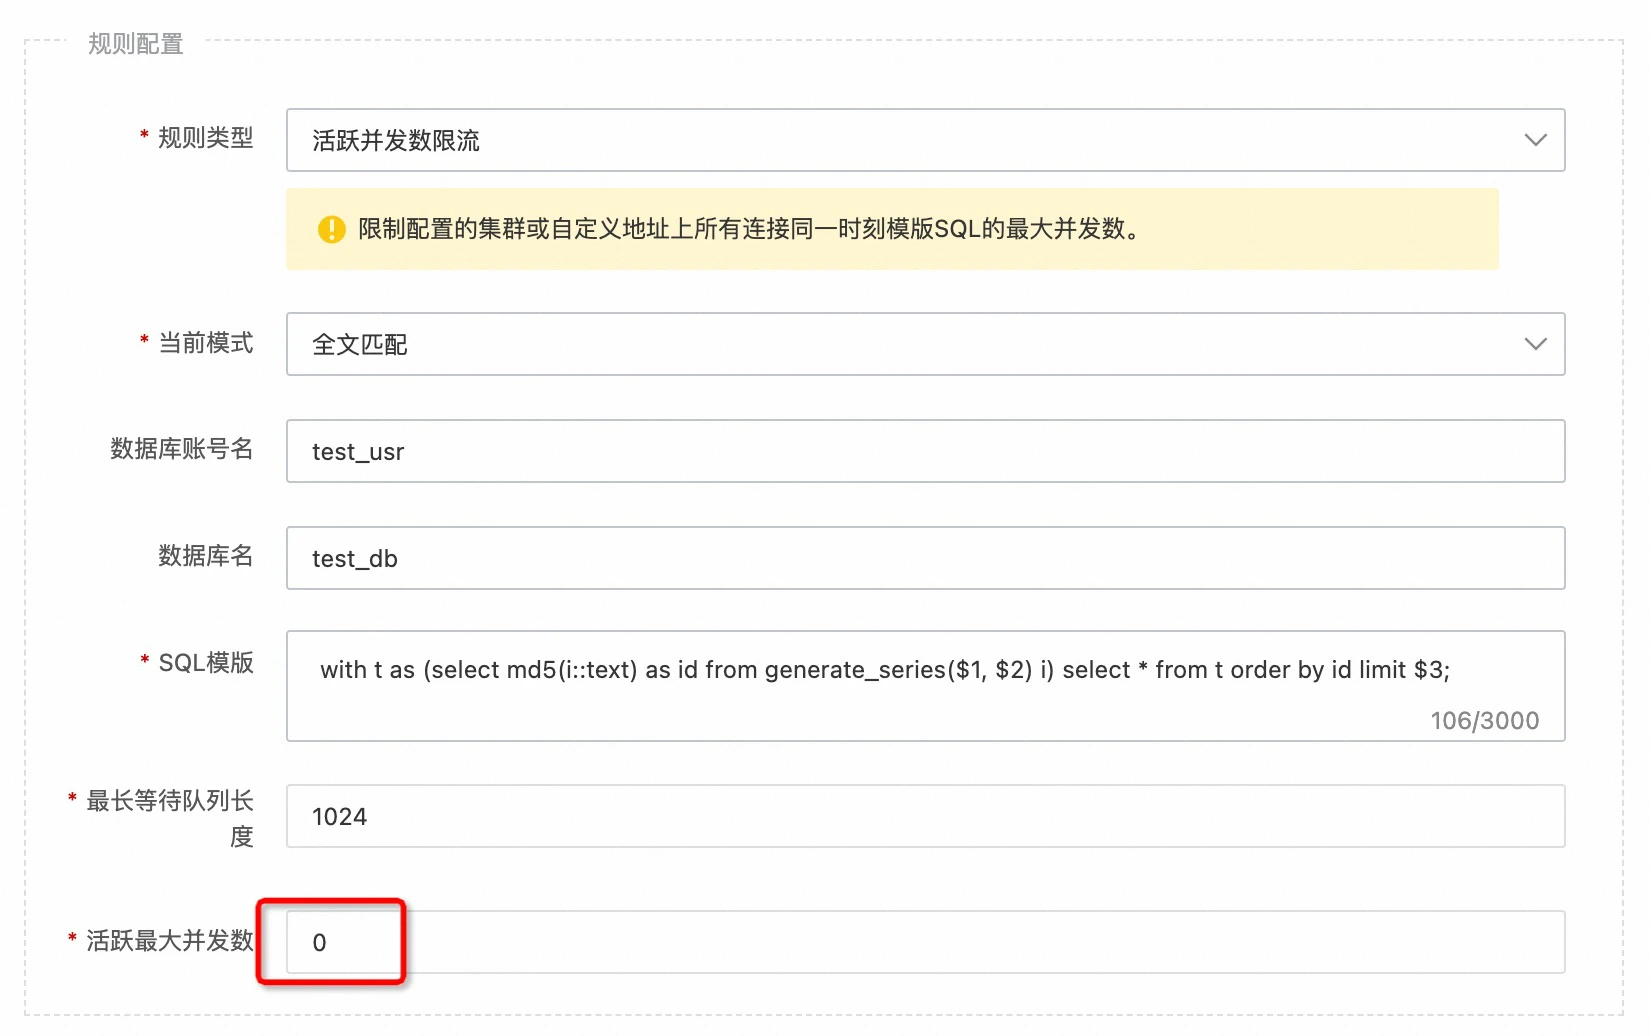 规则配置
* 规则类型
活跃并发数限流
限制配置的集群或自定义地址上所有连接同一时刻模版SQL的最大并发数。
* 当前模式
全文匹配
数据库账号名
test_usr
数据库名
test_db
* SQL模版
with t as (select md5(i::text) as id from generate_series($1, $2) i) select * from t order by id limit $3;
106/3000
* 最长等待队列长
度
1024
* 活跃最大并发数
0